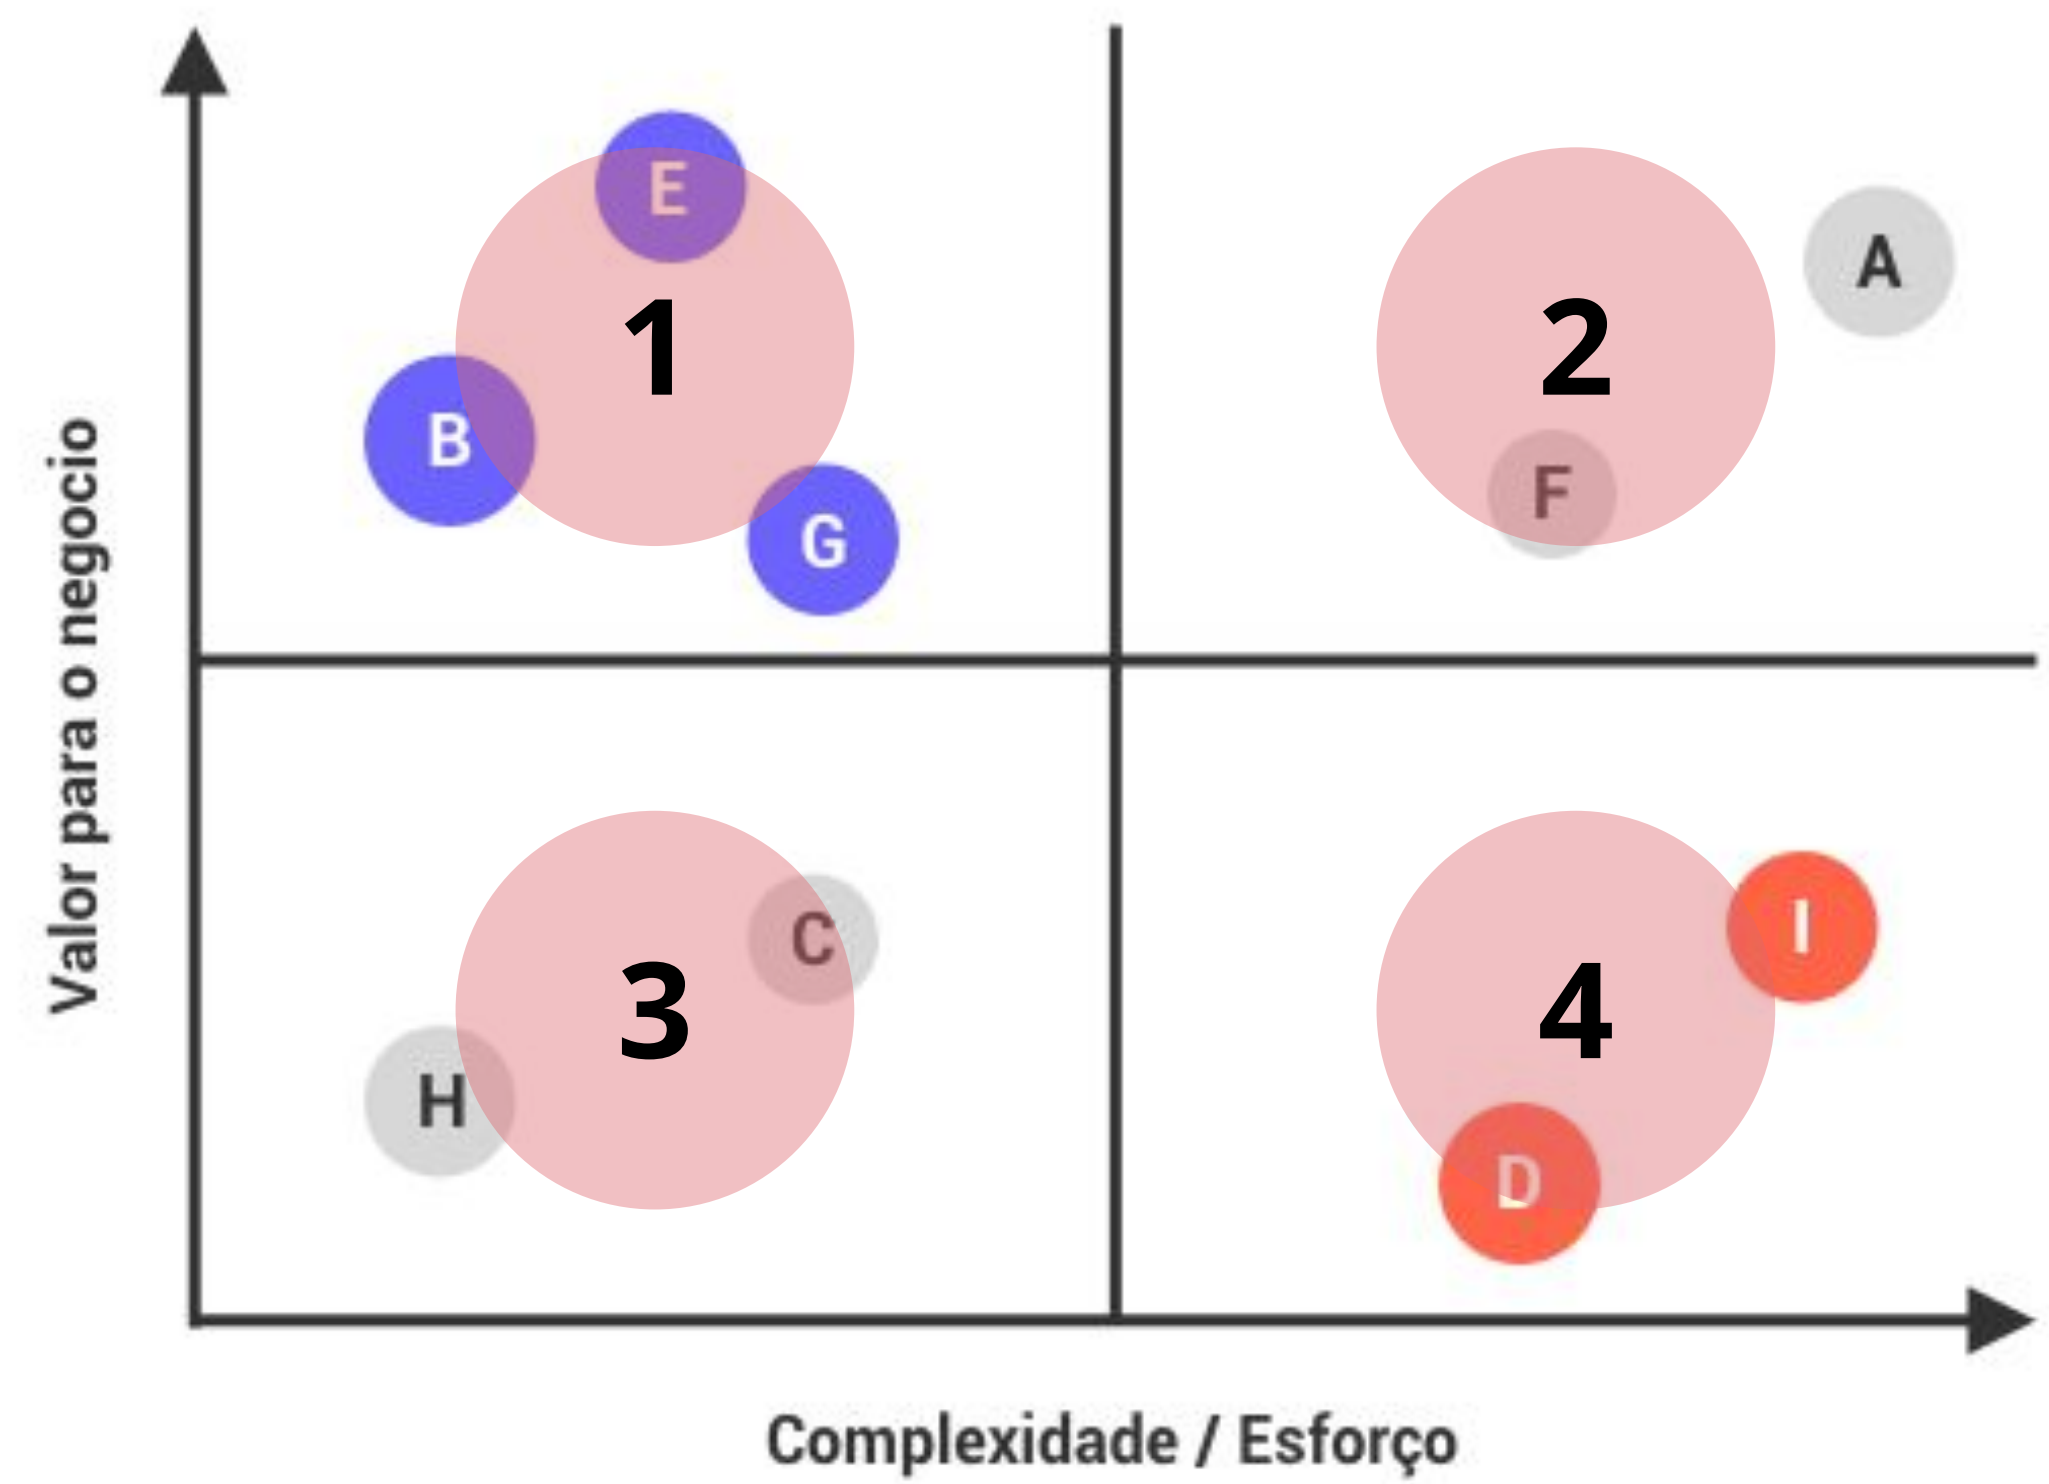 E
1
2
A
B
F
G
Valor para o negocio
C
I
3
4
H
D
Complexidade / Esforço